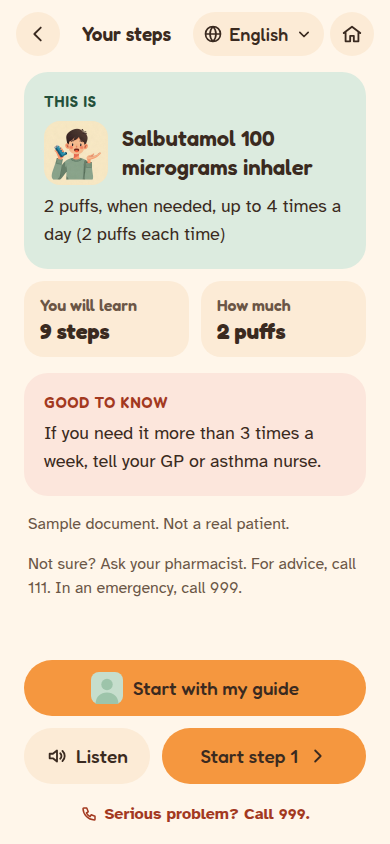 Your steps
English
THIS IS
Salbutamol 100
micrograms inhaler
2 puffs, when needed, up to 4 times a
day (2 puffs each time)
You will learn
9 steps
How much
2 puffs
GOOD TO KNOW
If you need it more than 3 times a
week, tell your GP or asthma nurse.
Sample document. Not a real patient.
Not sure? Ask your pharmacist. For advice, call
111. In an emergency, call 999.
Start with my guide
Listen
Start step 1
Serious problem? Call 999.